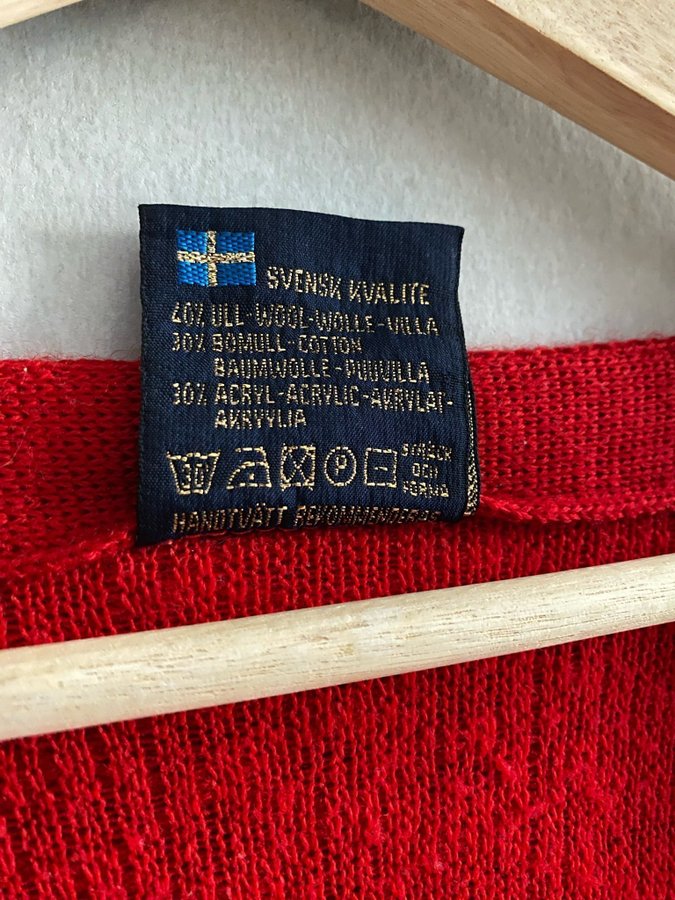 SVENSK KVALITE
40% ULL-WOOL-WOLLE-VILLA
30% BOMULL-COTTON
BAUMWOLLE-PUUVILLA
30% ACRYL-ACRYLIC-AKRYLAT-
AKRYYLIA
30 P STRÄCK
OCH
FORMA
HANDTVÄTT REKOMMENDERAS